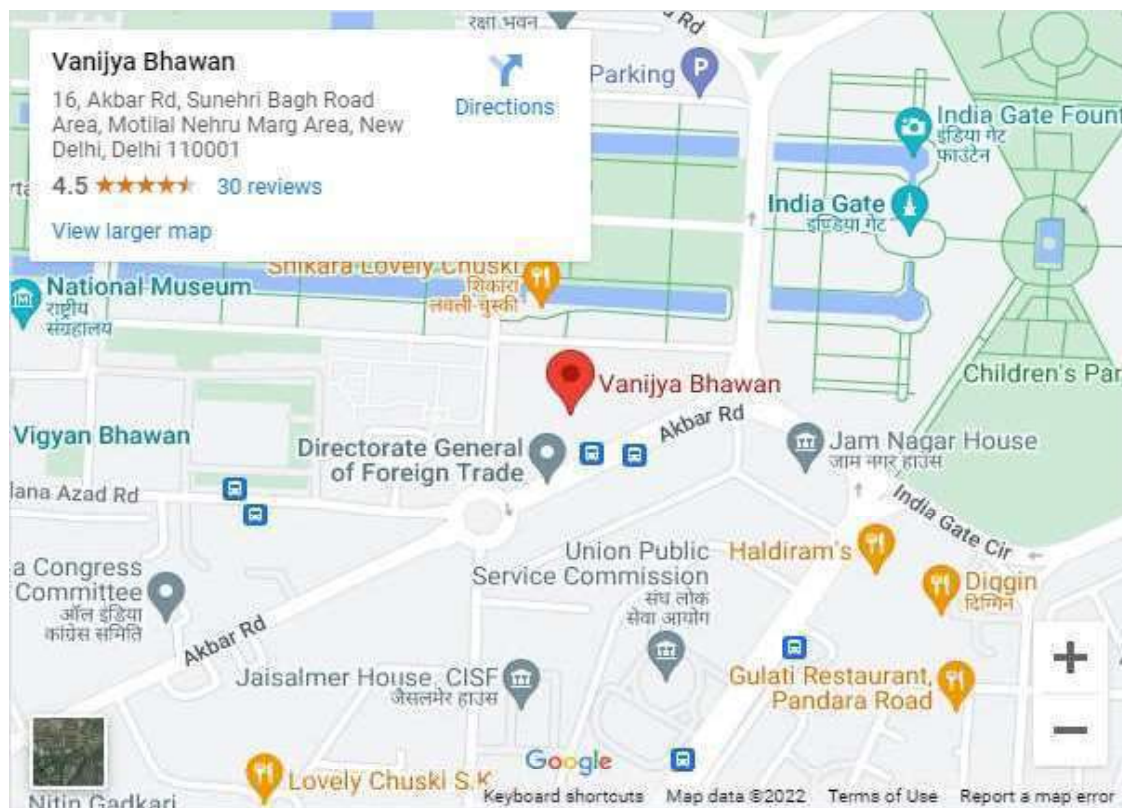 रक्षा भवन
Rd
Vanijya Bhawan
16, Akbar Rd, Sunehri Bagh Road
Area, Motilal Nehru Marg Area, New
Delhi, Delhi 110001
4.5
30 reviews
View larger map
Directions
Parking
P
India Gate Fount
इंडिया गेट
फाउंटेन
India Gate
इण्डिया गेट
Shikara Lovely Chuski
शिकारा
लवली चुस्की
National Museum
राष्ट्रीय
संग्रहालय
Vanijya Bhawan
Children's Par
Akbar Rd
Vigyan Bhawan
Directorate General
of Foreign Trade
Jam Nagar House
जाम नगर हाउस
lana Azad Rd
India Gate Cir
Union Public
Service Commission
संघ लोक
सेवा आयोग
Haldiram's
Diggin
दिग्गिन
a Congress
Committee
ऑल इंडिया
कांग्रेस समिति
Akbar Rd
Jaisalmer House, CISF
जैसलमेर हाउस
Gulati Restaurant,
Pandara Road
+
−
Google
Lovely Chuski S.K
Nitin Gadkari
Keyboard shortcuts
Map data ©2022
Terms of Use
Report a map error